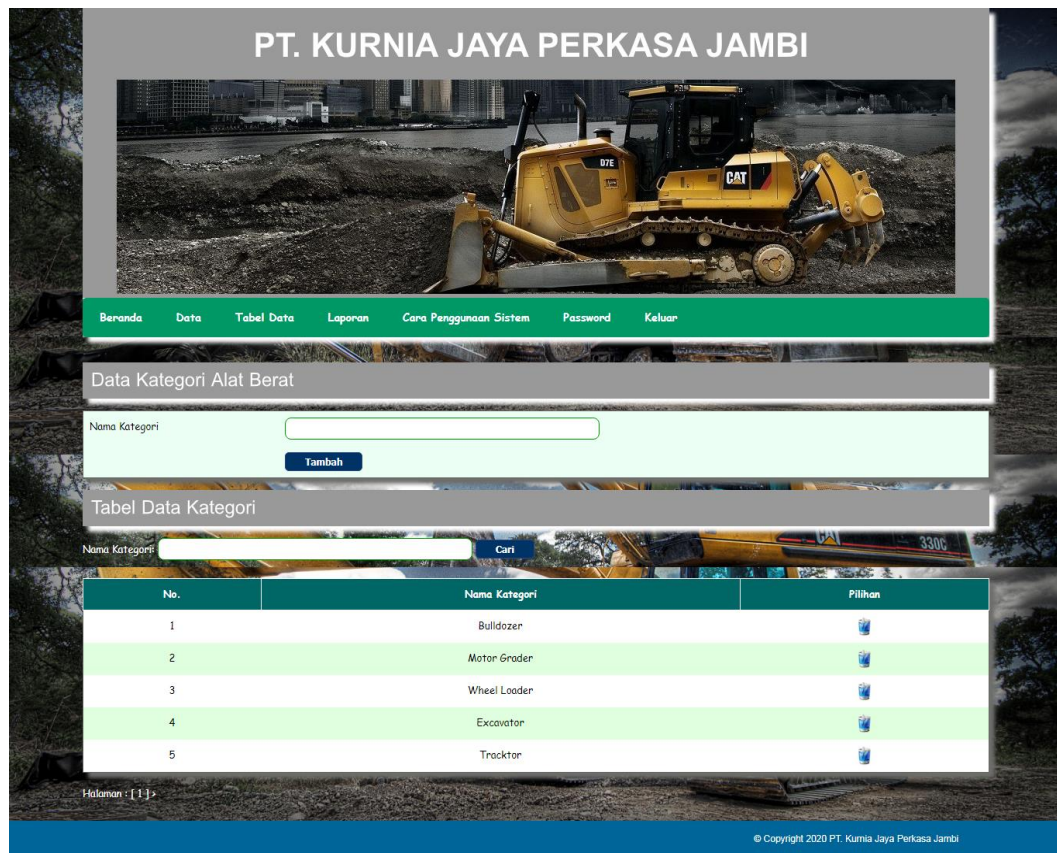 PT. KURNIA JAYA PERKASA JAMBI
D7E
CAT
Beranda Data Tabel Data Laporan Cara Penggunaan Sistem Password Keluar
Data Kategori Alat Berat
Nama Kategori
Tambah
Tabel Data Kategori
Nama Kategori: Cari
CAT 330C
No. Nama Kategori Pilihan
1 Bulldozer
2 Motor Grader
3 Wheel Loader
4 Excavator
5 Tracktor
Halaman : [ 1 ] >
© Copyright 2020 PT. Kurnia Jaya Perkasa Jambi